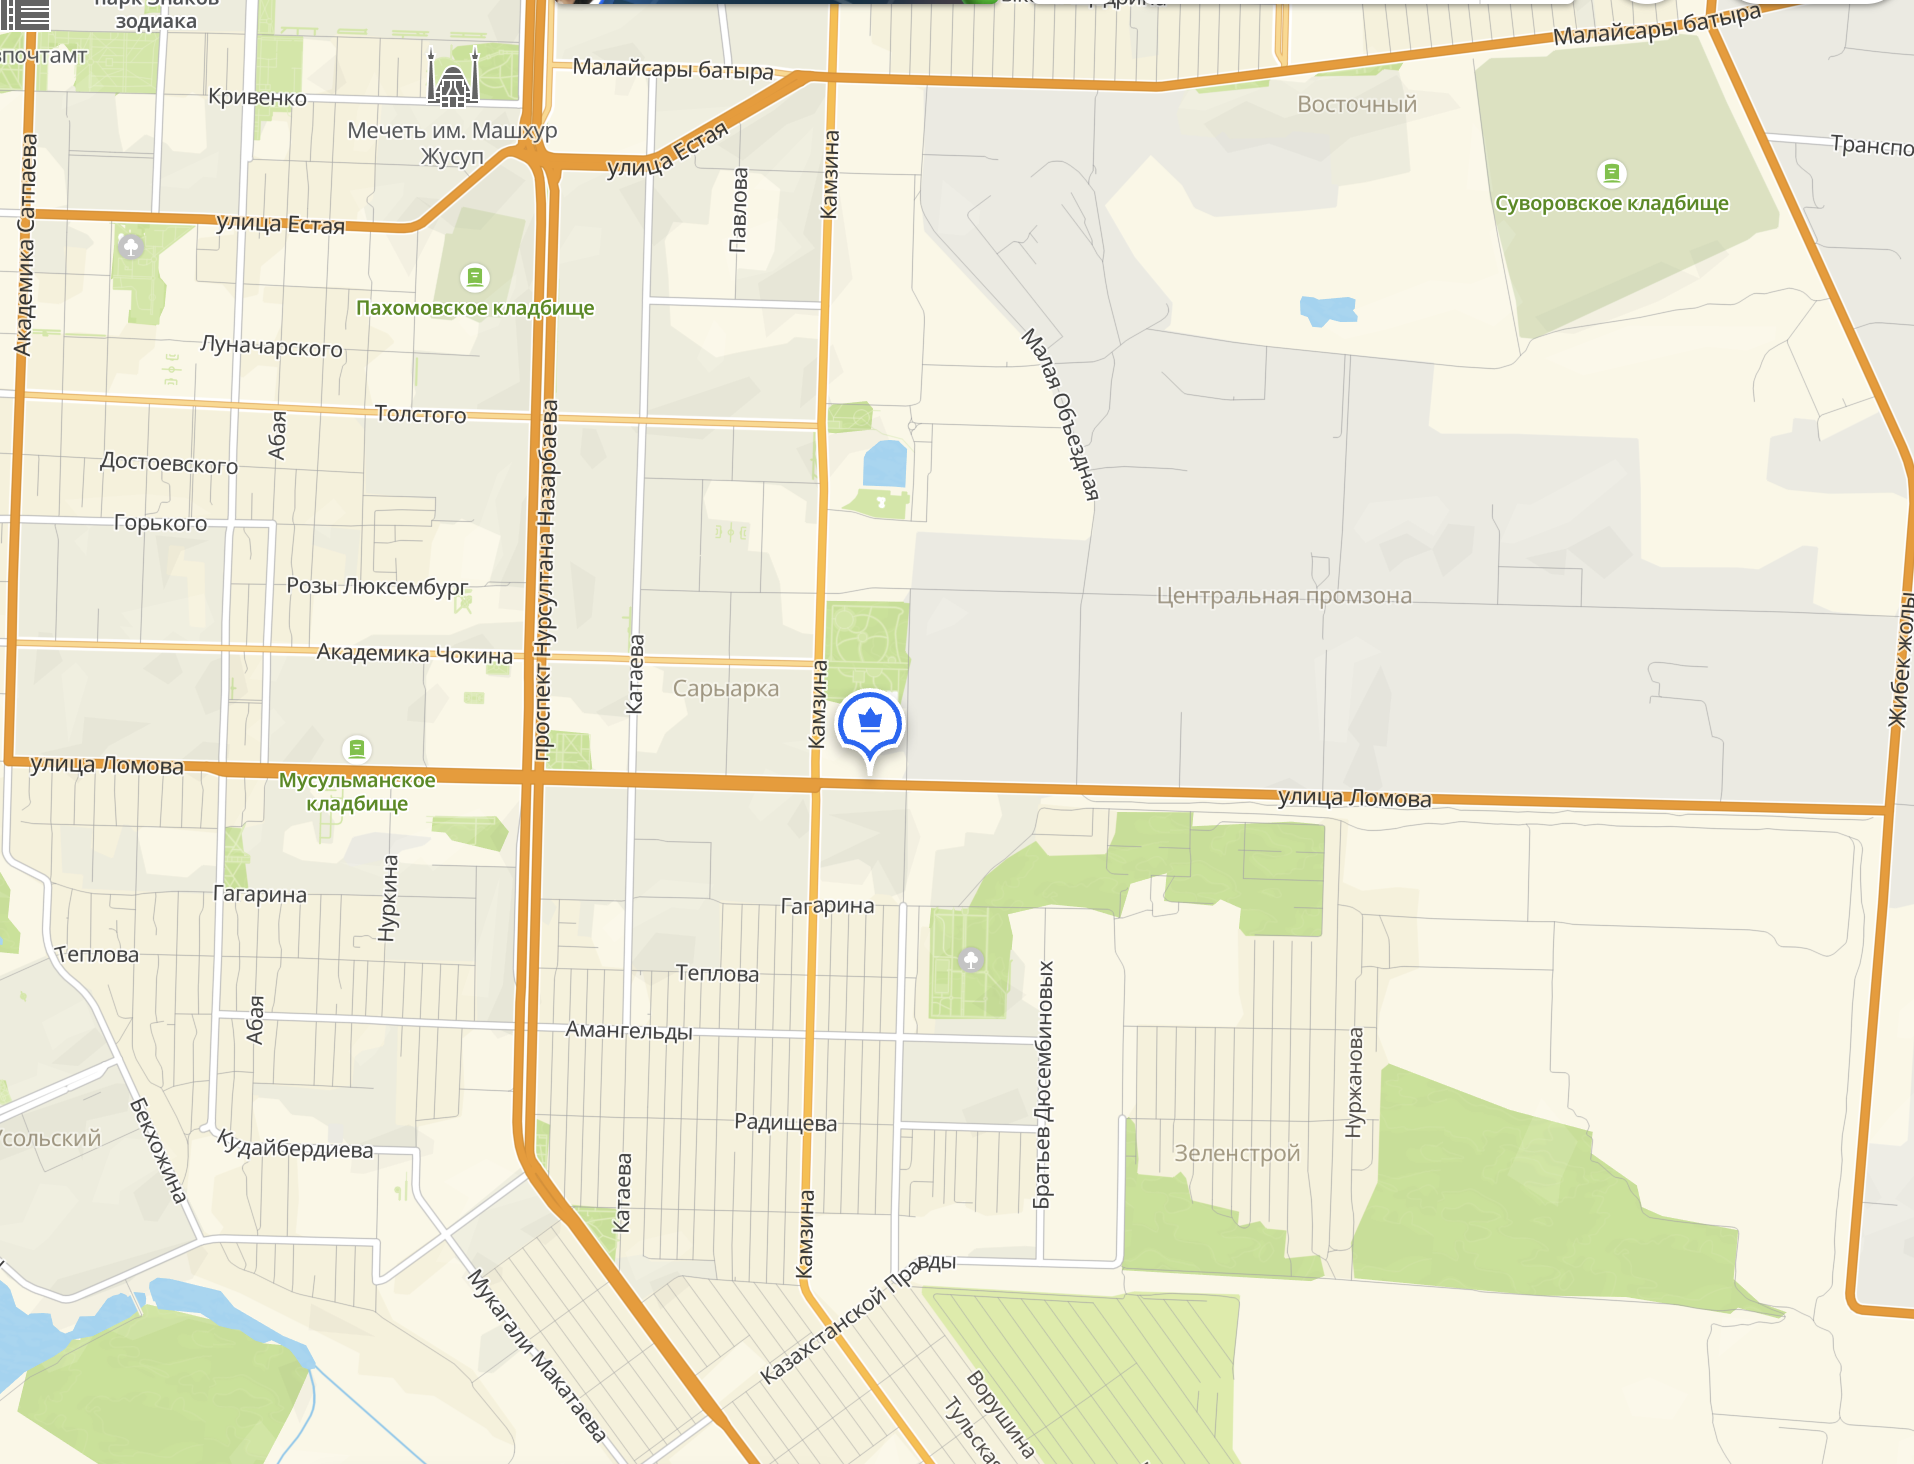 парк Знаков
зодиака
Малайсары батыра
Малайсары батыра
Кривенко
Восточный
Мечеть им. Машхур
Жусуп
улица Естая
Камзина
Академика Сатпаева
Павлова
Суворовское кладбище
улица Естая
Пахомовское кладбище
Луначарского
Малая Объездная
Толстого
Абая
Достоевского
проспект Нурсултана Назарбаева
Горького
Розы Люксембург
Центральная промзона
Академика Чокина
Катаева
Сарыарка
Камзина
Жибек жолы
улица Ломова
Мусульманское
кладбище
улица Ломова
Гагарина
Нуркина
Гагарина
Теплова
Теплова
Абая
Амангельды
Братьев Дюсембиновых
Нуржанова
Радищева
Бекхожина
Кудайбердиева
Зеленстрой
Катаева
Камзина
Казахстанской Правды
Мукагали Макатаева
Ворушина